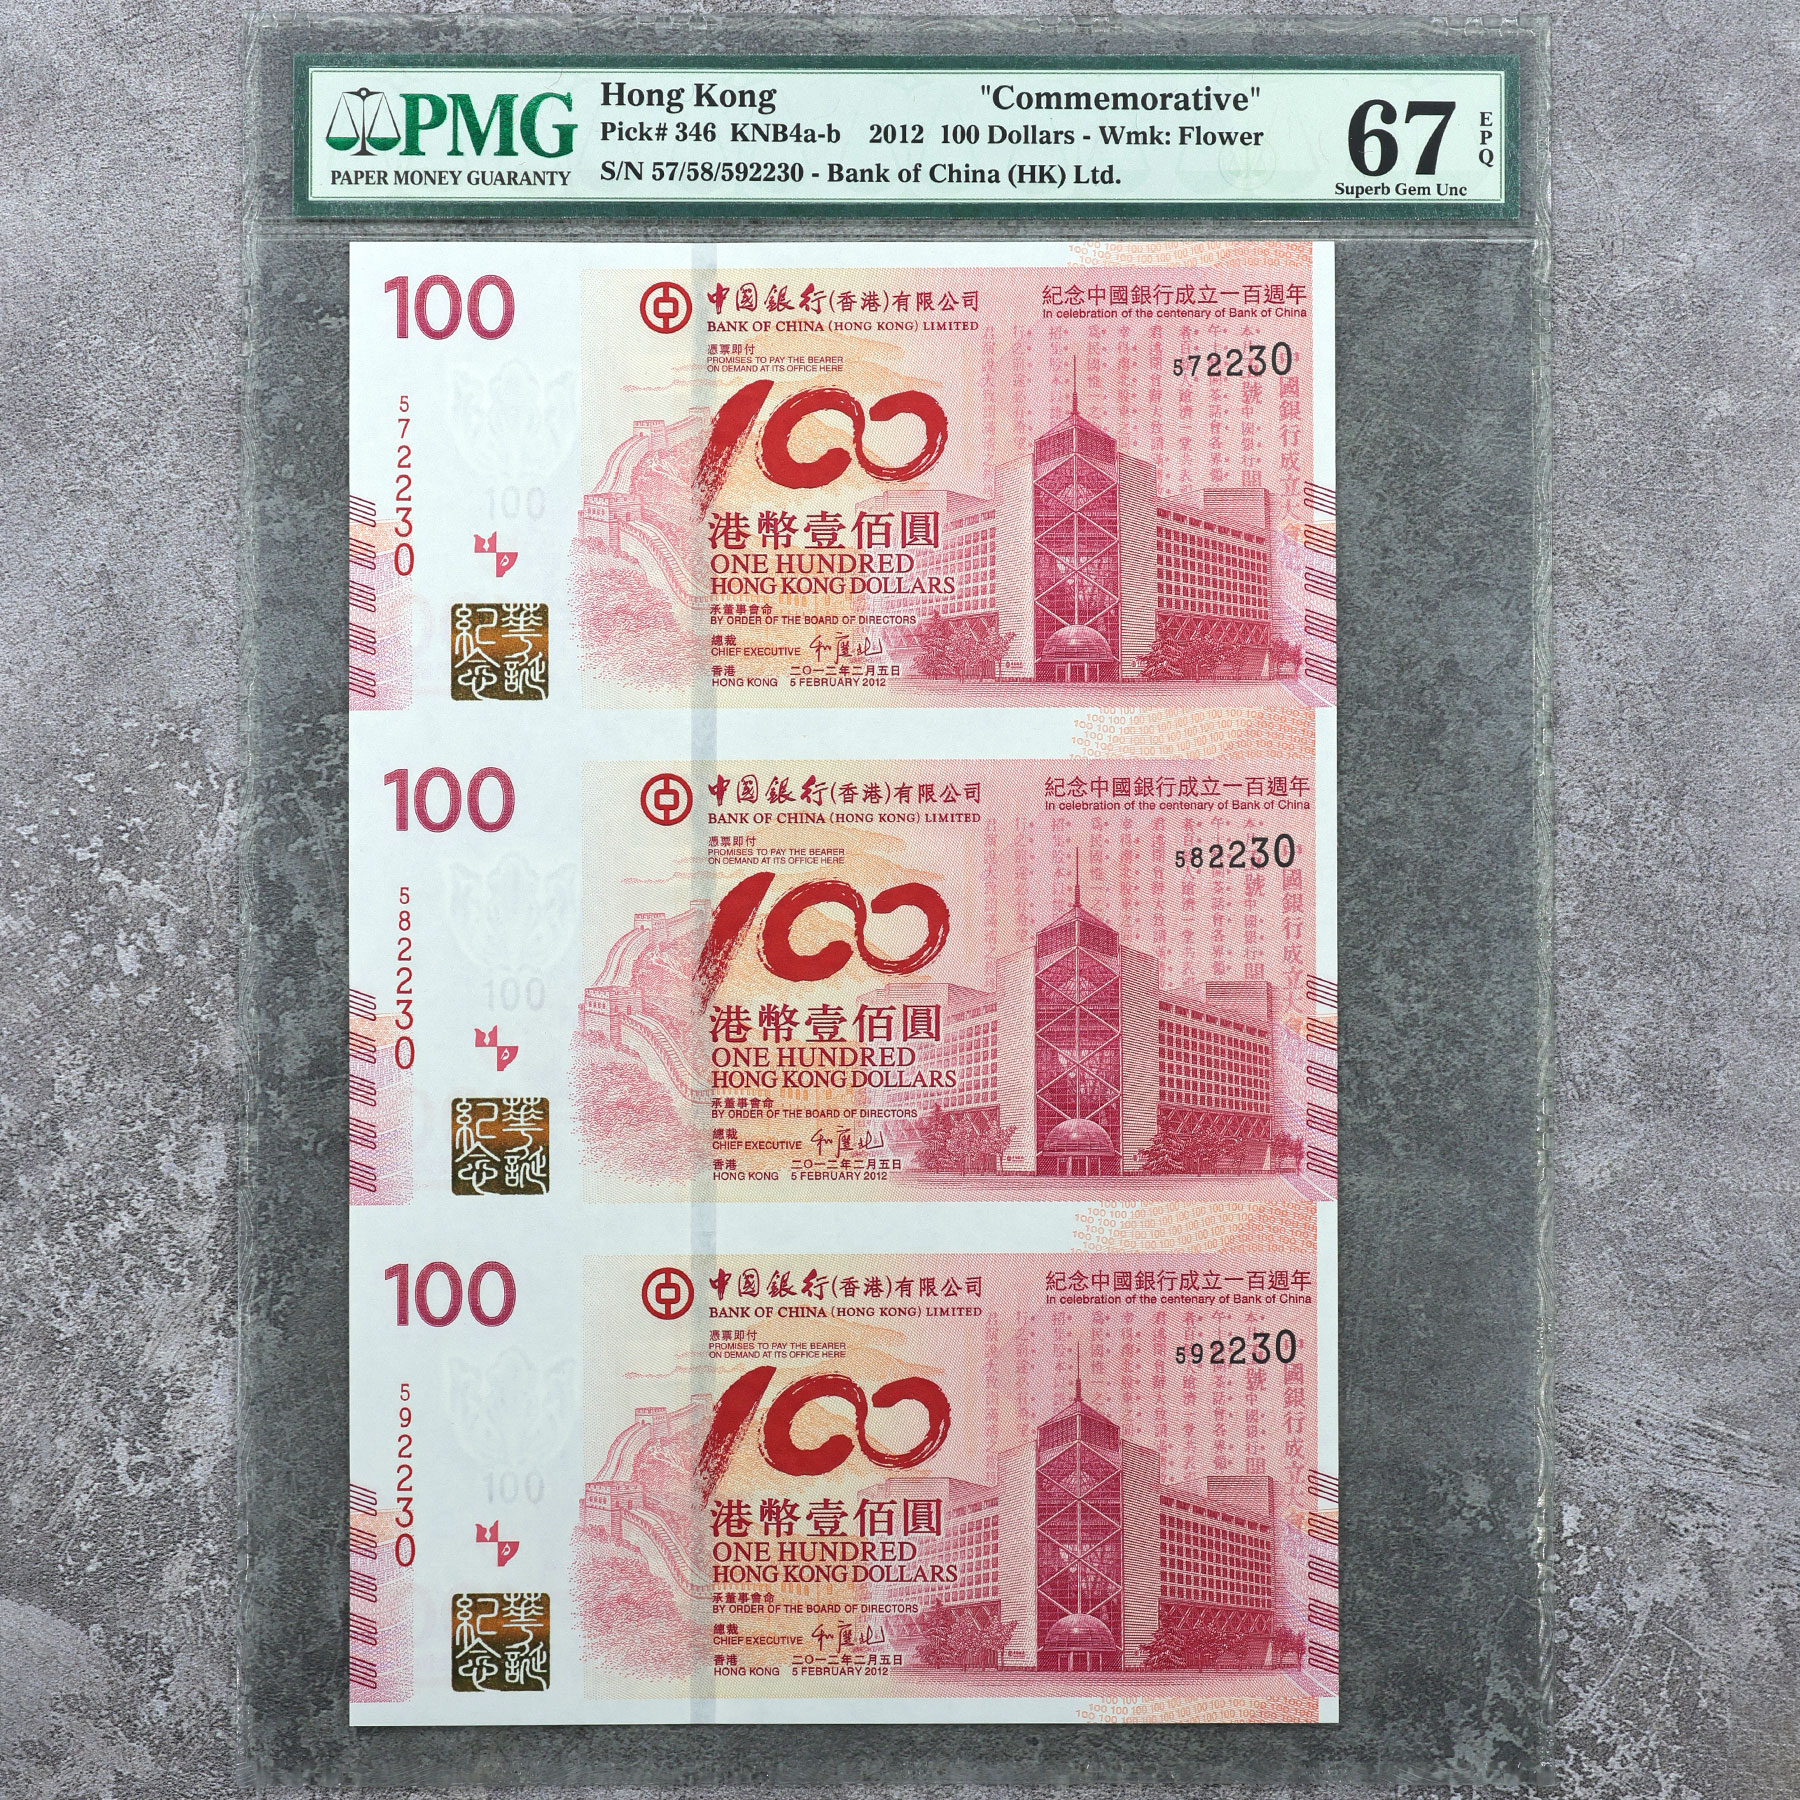 PMG
PAPER MONEY GUARANTY
Hong Kong "Commemorative"
Pick# 346 KNB4a-b 2012 100 Dollars - Wmk: Flower
S/N 57/58/592230 - Bank of China (HK) Ltd.
67
EPQ
Superb Gem Unc
100
中國銀行(香港)有限公司
BANK OF CHINA (HONG KONG) LIMITED
紀念中國銀行成立一百週年
In celebration of the centenary of Bank of China
憑票即付
PROMISES TO PAY THE BEARER
ON DEMAND AT ITS OFFICE HERE
572230
572230
100
100
港幣壹佰圓
ONE HUNDRED
HONG KONG DOLLARS
承董事會命
BY ORDER OF THE BOARD OF DIRECTORS
總裁
CHIEF EXECUTIVE
香港 二〇一二年二月五日
HONG KONG 5 FEBRUARY 2012
華誕紀念
100
中國銀行(香港)有限公司
BANK OF CHINA (HONG KONG) LIMITED
紀念中國銀行成立一百週年
In celebration of the centenary of Bank of China
憑票即付
PROMISES TO PAY THE BEARER
ON DEMAND AT ITS OFFICE HERE
582230
582230
100
100
港幣壹佰圓
ONE HUNDRED
HONG KONG DOLLARS
承董事會命
BY ORDER OF THE BOARD OF DIRECTORS
總裁
CHIEF EXECUTIVE
香港 二〇一二年二月五日
HONG KONG 5 FEBRUARY 2012
華誕紀念
100
中國銀行(香港)有限公司
BANK OF CHINA (HONG KONG) LIMITED
紀念中國銀行成立一百週年
In celebration of the centenary of Bank of China
憑票即付
PROMISES TO PAY THE BEARER
ON DEMAND AT ITS OFFICE HERE
592230
592230
100
100
港幣壹佰圓
ONE HUNDRED
HONG KONG DOLLARS
承董事會命
BY ORDER OF THE BOARD OF DIRECTORS
總裁
CHIEF EXECUTIVE
香港 二〇一二年二月五日
HONG KONG 5 FEBRUARY 2012
華誕紀念